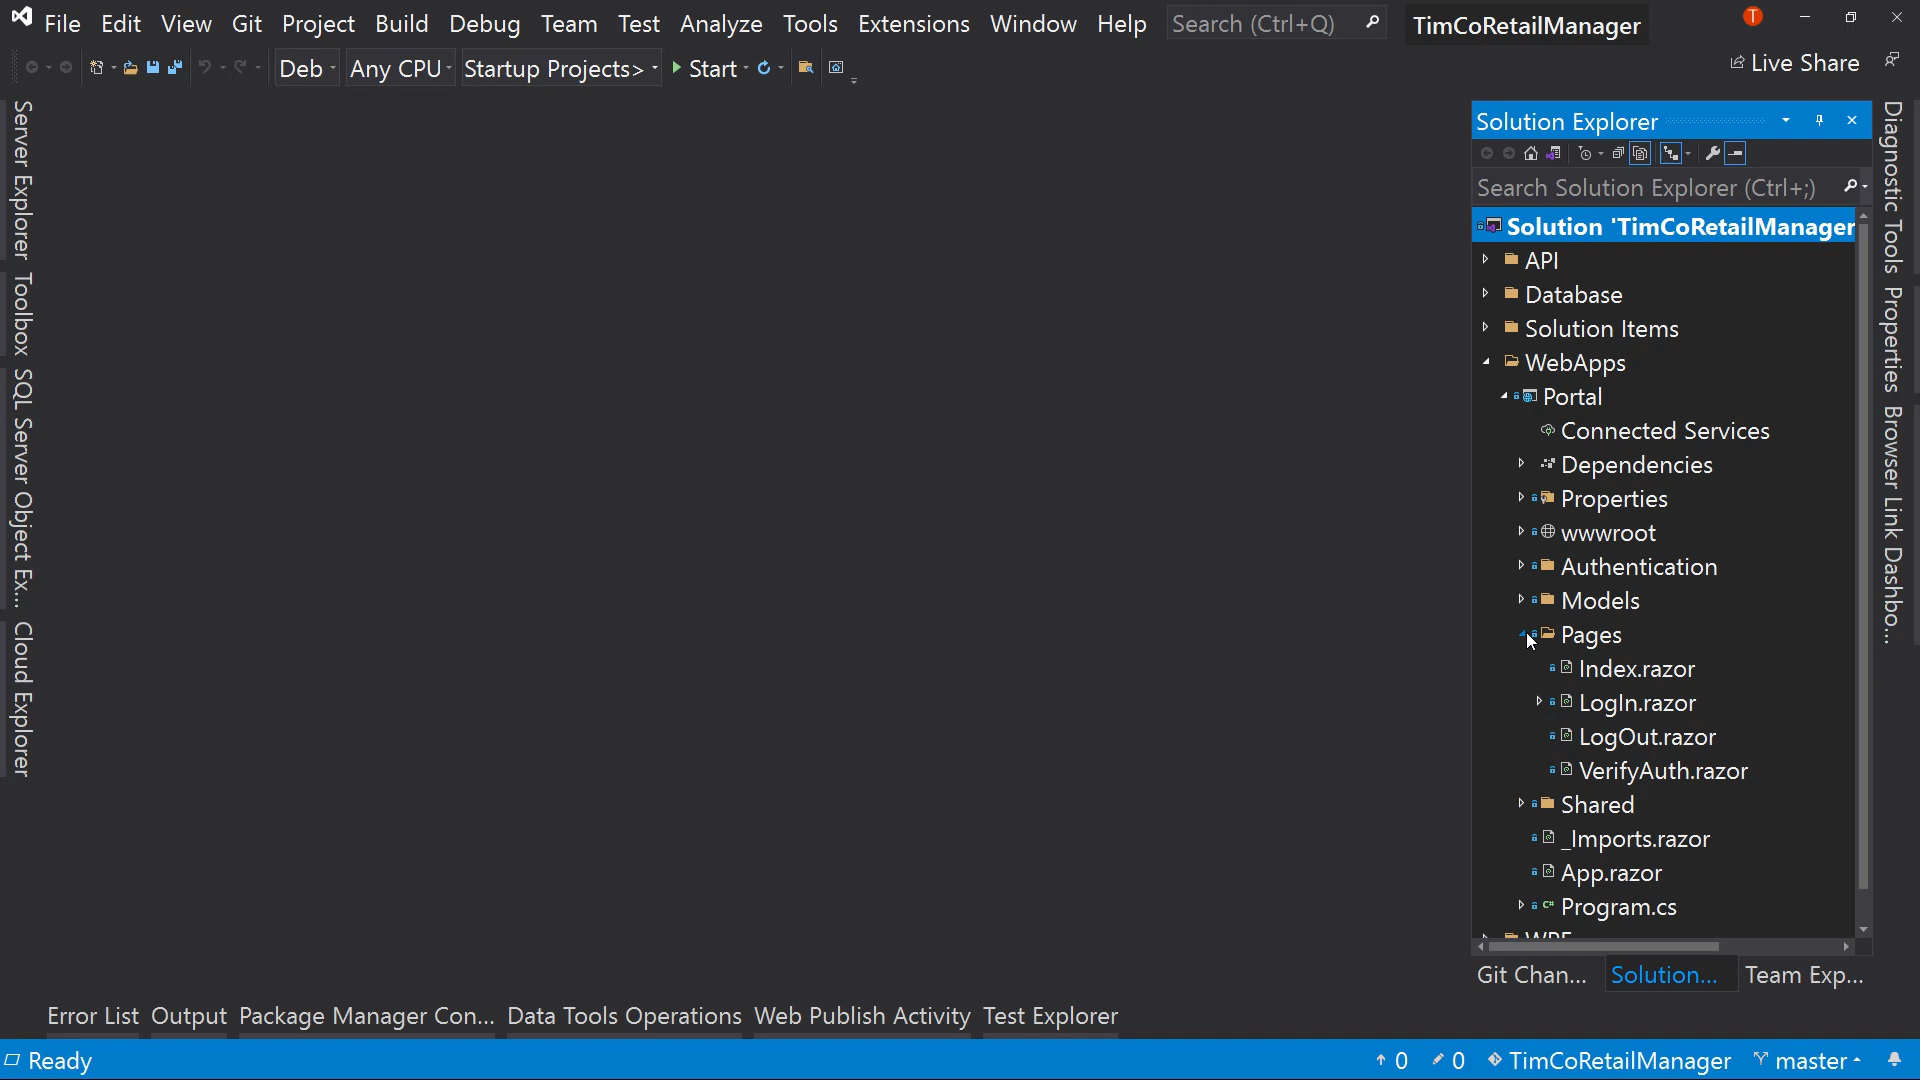 File Edit View Git Project Build Debug Team Test Analyze Tools Extensions Window Help Search (Ctrl+Q) TimCoRetailManager T
Deb Any CPU Startup Projects> Start Live Share
Server Explorer
Toolbox
SQL Server Object Ex...
Cloud Explorer
Solution Explorer
Search Solution Explorer (Ctrl+;)
Solution 'TimCoRetailManager
API
Database
Solution Items
WebApps
Portal
Connected Services
Dependencies
Properties
wwwroot
Authentication
Models
Pages
Index.razor
LogIn.razor
LogOut.razor
VerifyAuth.razor
Shared
_Imports.razor
App.razor
C# Program.cs
WPF
Git Chan... Solution... Team Exp...
Diagnostic Tools
Properties
Browser Link Dashbo...
Error List Output Package Manager Con... Data Tools Operations Web Publish Activity Test Explorer
Ready 0 0 TimCoRetailManager master